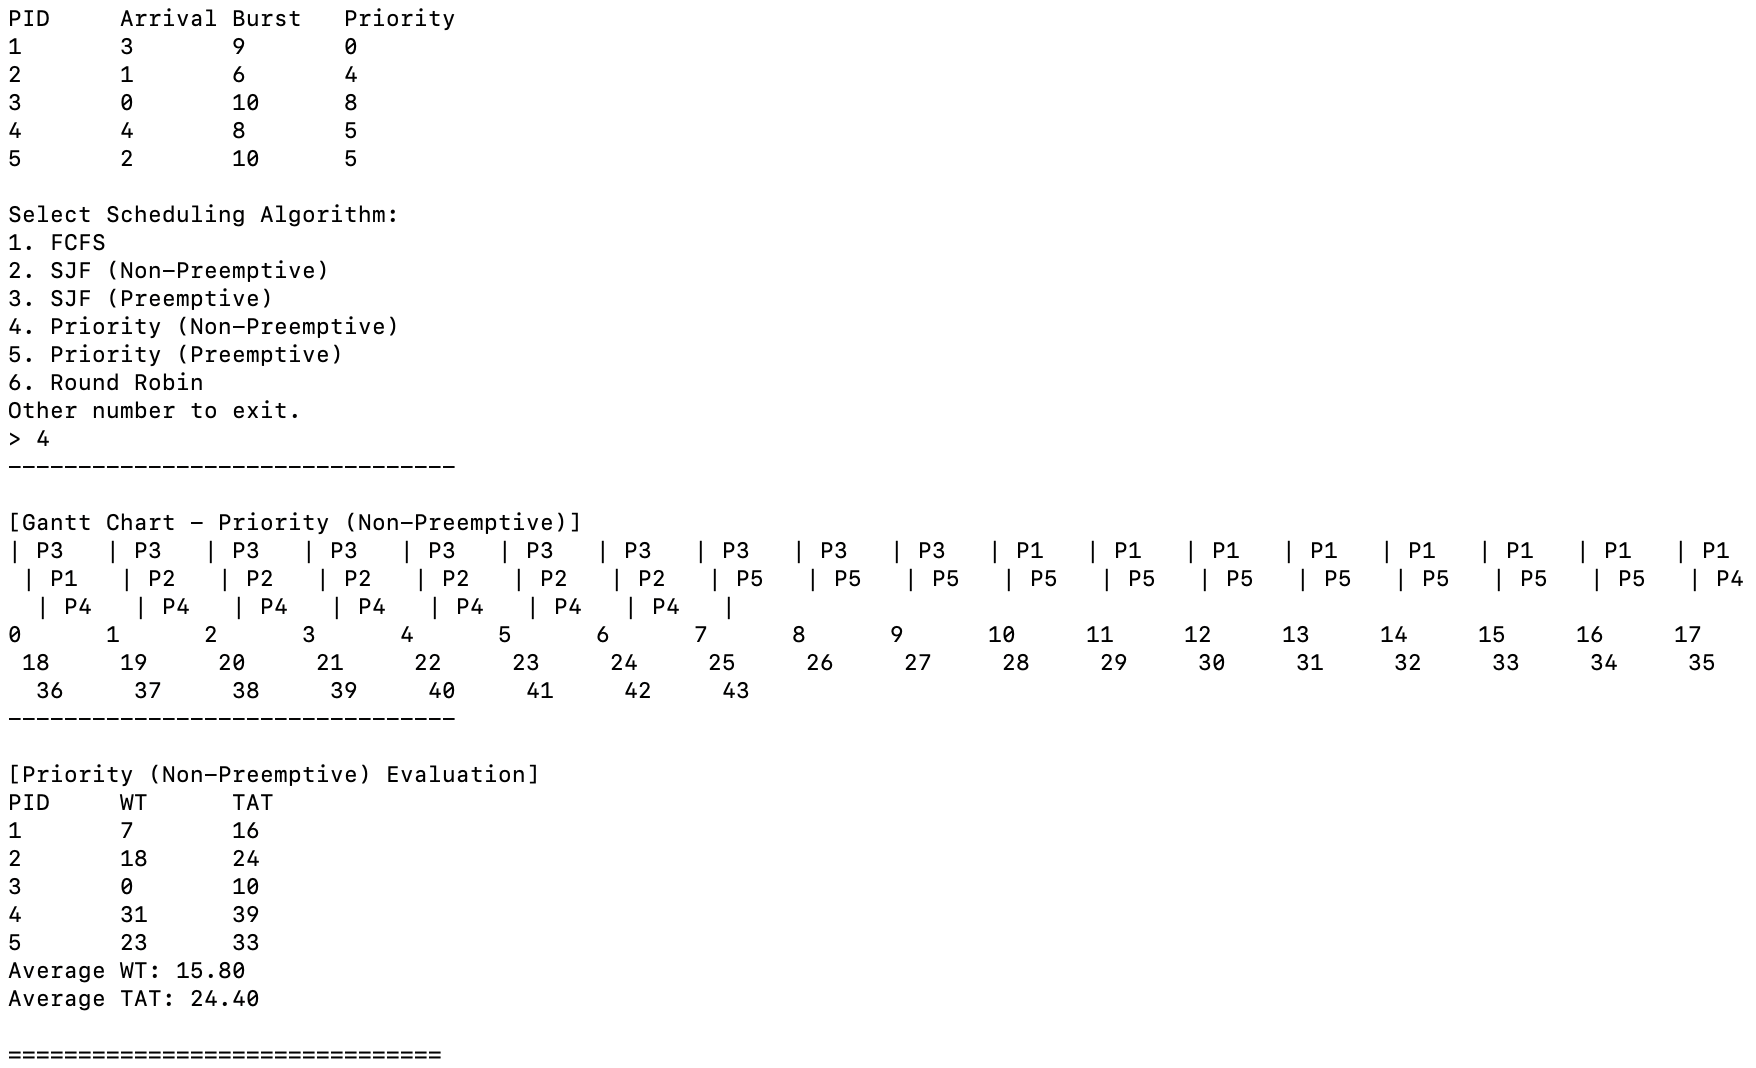 PID     Arrival Burst   Priority
1       3       9       0
2       1       6       4
3       0       10      8
4       4       8       5
5       2       10      5
Select Scheduling Algorithm:
1. FCFS
2. SJF (Non-Preemptive)
3. SJF (Preemptive)
4. Priority (Non-Preemptive)
5. Priority (Preemptive)
6. Round Robin
Other number to exit.
> 4
--------------------------------
[Gantt Chart - Priority (Non-Preemptive)]
| P3   | P3   | P3   | P3   | P3   | P3   | P3   | P3   | P3   | P3   | P1   | P1   | P1   | P1   | P1   | P1   | P1   | P1
 | P1   | P2   | P2   | P2   | P2   | P2   | P2   | P5   | P5   | P5   | P5   | P5   | P5   | P5   | P5   | P5   | P5   | P4
  | P4   | P4   | P4   | P4   | P4   | P4   | P4   |
0      1      2      3      4      5      6      7      8      9      10     11     12     13     14     15     16     17
 18     19     20     21     22     23     24     25     26     27     28     29     30     31     32     33     34     35
  36     37     38     39     40     41     42     43
--------------------------------
[Priority (Non-Preemptive) Evaluation]
PID     WT      TAT
1       7       16
2       18      24
3       0       10
4       31      39
5       23      33
Average WT: 15.80
Average TAT: 24.40
===============================